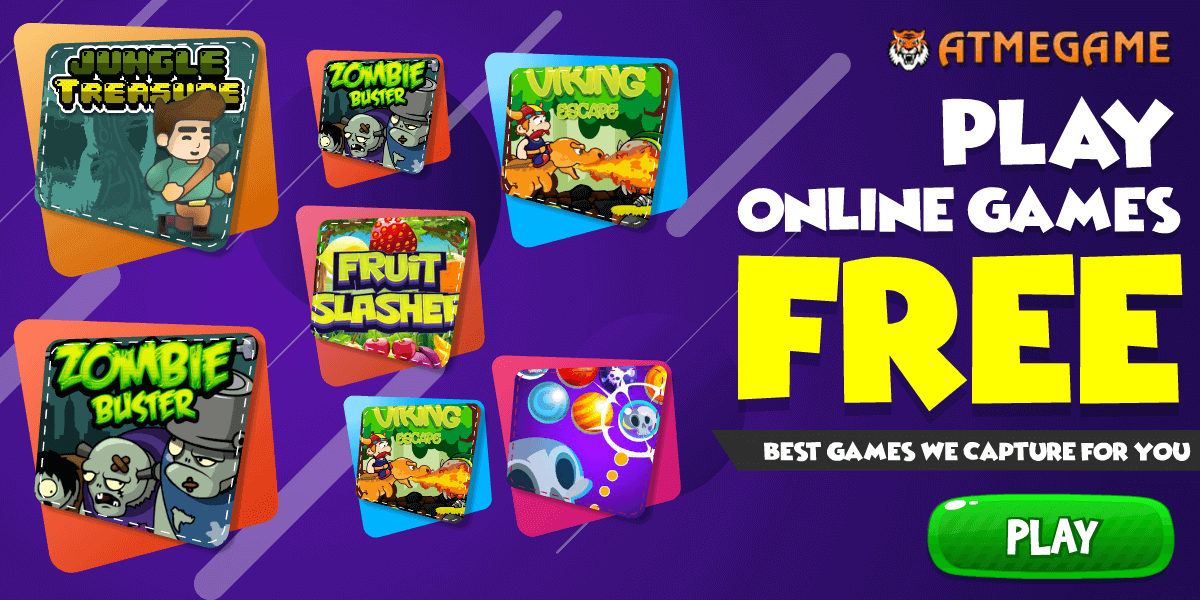 JUNGLE
TREASURE
ZOMBIE
BUSTER
VIKING
ESCAPE
FRUIT
SLASHER
ZOMBIE
BUSTER
VIKING
ESCAPE
ATMEGAME
PLAY
ONLINE GAMES
FREE
BEST GAMES WE CAPTURE FOR YOU
PLAY